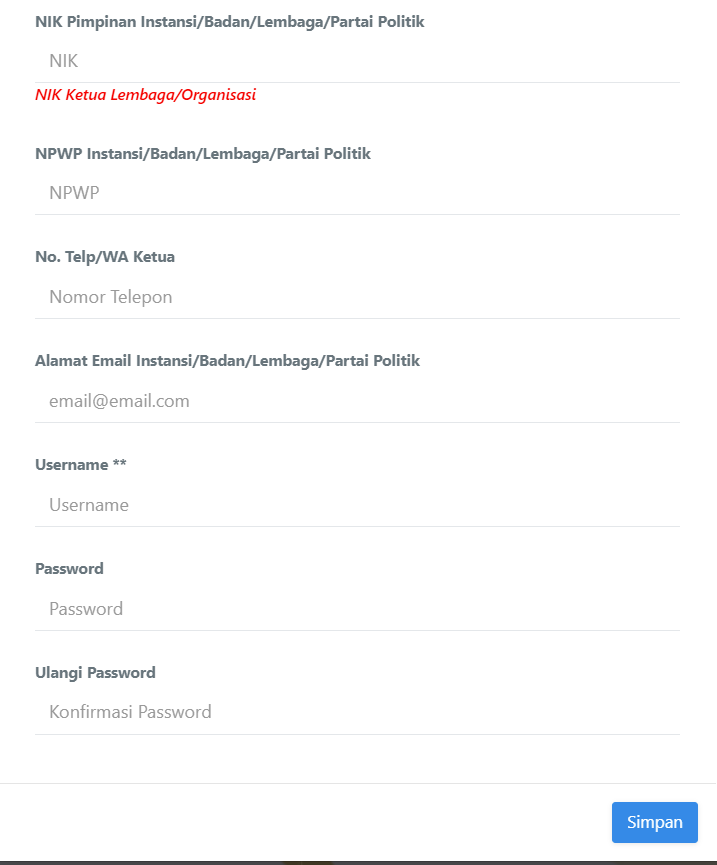 NIK Pimpinan Instansi/Badan/Lembaga/Partai Politik
NIK
NIK Ketua Lembaga/Organisasi
NPWP Instansi/Badan/Lembaga/Partai Politik
NPWP
No. Telp/WA Ketua
Nomor Telepon
Alamat Email Instansi/Badan/Lembaga/Partai Politik
email@email.com
Username **
Username
Password
Password
Ulangi Password
Konfirmasi Password
Simpan